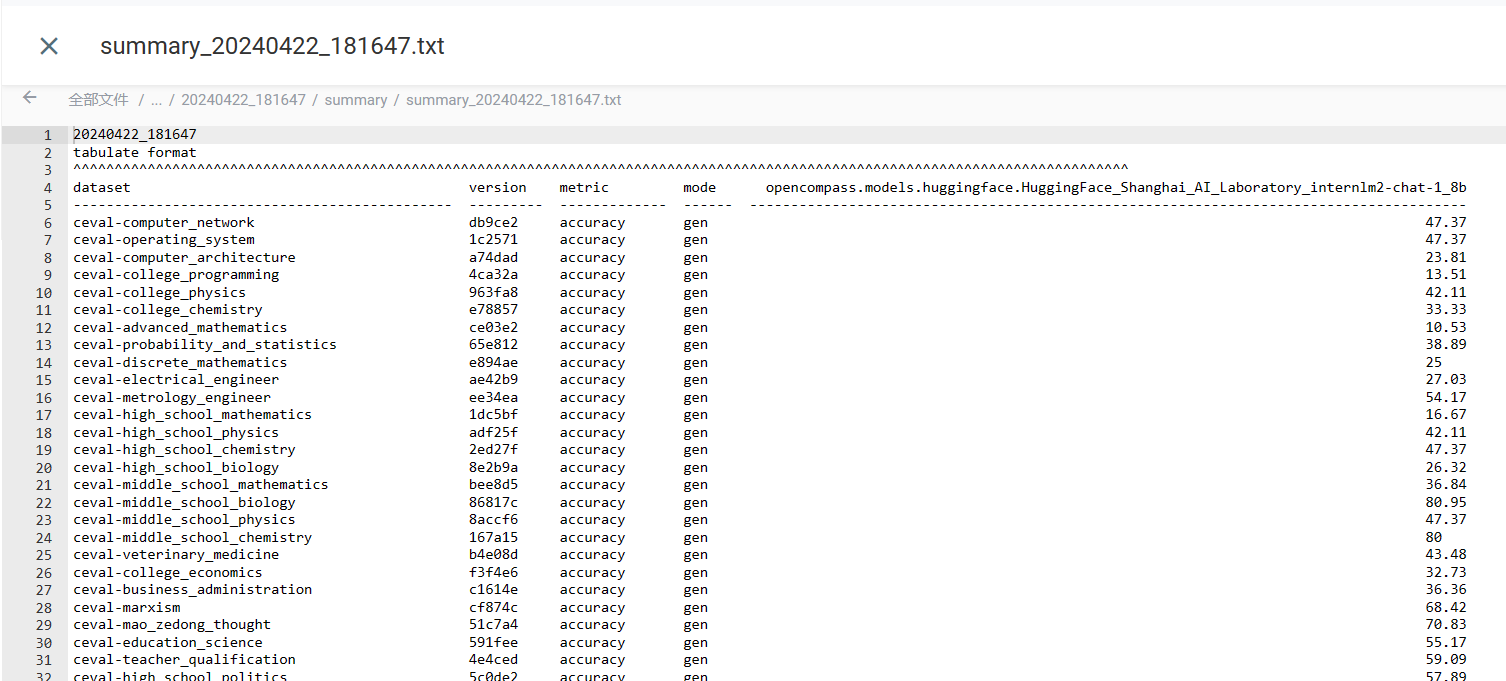 summary_20240422_181647.txt
全部文件 / ... / 20240422_181647 / summary / summary_20240422_181647.txt
1 20240422_181647
2 tabulate format
3 ^^^^^^^^^^^^^^^^^^^^^^^^^^^^^^^^^^^^^^^^^^^^^^^^^^^^^^^^^^^^^^^^^^^^^^^^^^^^^^^^^^^^^^^^^^^^^^^^^^^^^^^^^^^^^^^^^^^^^^^^^^^^^^^^
4 dataset version metric mode opencompass.models.huggingface.HuggingFace_Shanghai_AI_Laboratory_internlm2-chat-1_8b
5 ---------------------------------------------- --------- ------------- ------ ---------------------------------------------------------------------------------------
6 ceval-computer_network db9ce2 accuracy gen 47.37
7 ceval-operating_system 1c2571 accuracy gen 47.37
8 ceval-computer_architecture a74dad accuracy gen 23.81
9 ceval-college_programming 4ca32a accuracy gen 13.51
10 ceval-college_physics 963fa8 accuracy gen 42.11
11 ceval-college_chemistry e78857 accuracy gen 33.33
12 ceval-advanced_mathematics ce03e2 accuracy gen 10.53
13 ceval-probability_and_statistics 65e812 accuracy gen 38.89
14 ceval-discrete_mathematics e894ae accuracy gen 25
15 ceval-electrical_engineer ae42b9 accuracy gen 27.03
16 ceval-metrology_engineer ee34ea accuracy gen 54.17
17 ceval-high_school_mathematics 1dc5bf accuracy gen 16.67
18 ceval-high_school_physics adf25f accuracy gen 42.11
19 ceval-high_school_chemistry 2ed27f accuracy gen 47.37
20 ceval-high_school_biology 8e2b9a accuracy gen 26.32
21 ceval-middle_school_mathematics bee8d5 accuracy gen 36.84
22 ceval-middle_school_biology 86817c accuracy gen 80.95
23 ceval-middle_school_physics 8accf6 accuracy gen 47.37
24 ceval-middle_school_chemistry 167a15 accuracy gen 80
25 ceval-veterinary_medicine b4e08d accuracy gen 43.48
26 ceval-college_economics f3f4e6 accuracy gen 32.73
27 ceval-business_administration c1614e accuracy gen 36.36
28 ceval-marxism cf874c accuracy gen 68.42
29 ceval-mao_zedong_thought 51c7a4 accuracy gen 70.83
30 ceval-education_science 591fee accuracy gen 55.17
31 ceval-teacher_qualification 4e4ced accuracy gen 59.09
32 ceval-high_school_politics 5c0de2 accuracy gen 57.89